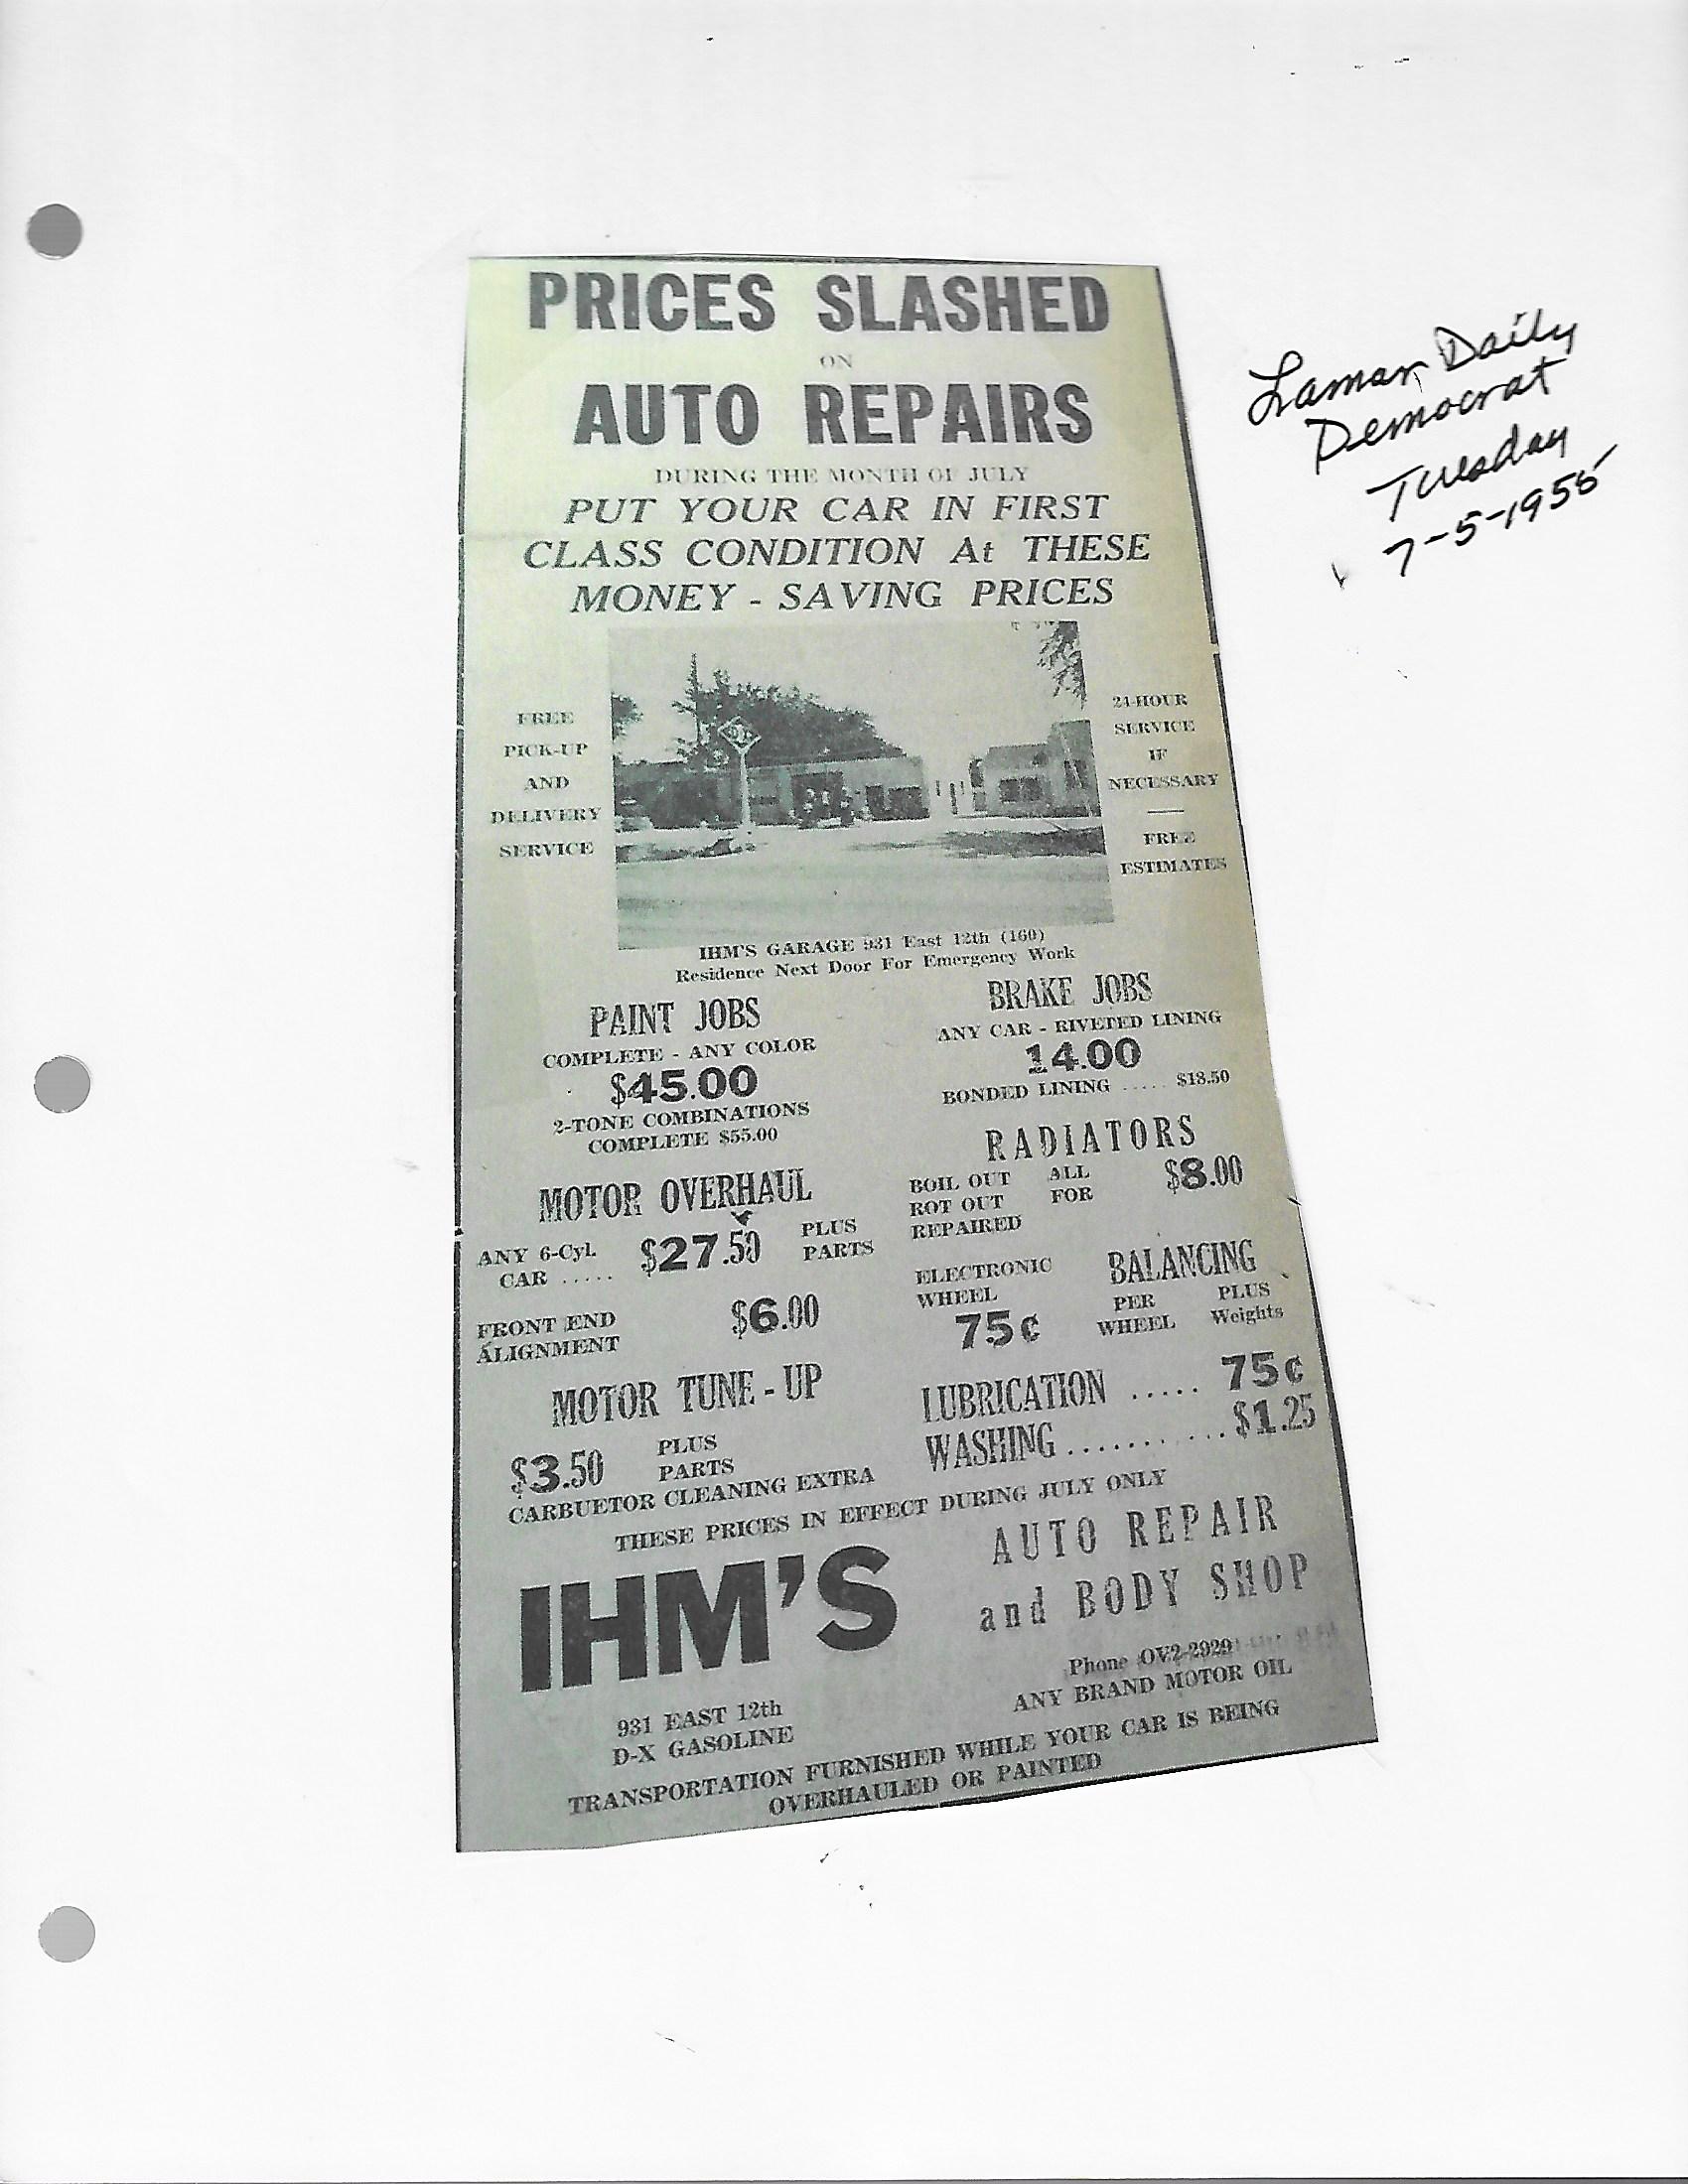 PRICES SLASHED
ON
AUTO REPAIRS
DURING THE MONTH OF JULY
PUT YOUR CAR IN FIRST
CLASS CONDITION At THESE
MONEY - SAVING PRICES
FREE
PICK-UP
AND
DELIVERY
SERVICE
24-HOUR
SERVICE
IF
NECESSARY
FREE
ESTIMATES
IHM'S GARAGE 931 East 12th (160)
Residence Next Door For Emergency Work
PAINT JOBS
COMPLETE - ANY COLOR
$45.00
2-TONE COMBINATIONS
COMPLETE $55.00
BRAKE JOBS
ANY CAR - RIVETED LINING
14.00
BONDED LINING ..... $18.50
MOTOR OVERHAUL
ANY 6-Cyl. $27.50 PLUS
CAR ..... PARTS
RADIATORS
BOIL OUT ALL $8.00
ROT OUT FOR
REPAIRED
FRONT END $6.00
ALIGNMENT
ELECTRONIC BALANCING
WHEEL PER PLUS
75¢ WHEEL Weights
MOTOR TUNE - UP
$3.50 PLUS
PARTS
CARBUETOR CLEANING EXTRA
LUBRICATION ..... 75¢
WASHING ........... $1.25
THESE PRICES IN EFFECT DURING JULY ONLY
IHM'S
AUTO REPAIR
and BODY SHOP
Phone OV2-2929
ANY BRAND MOTOR OIL
931 EAST 12th
D-X GASOLINE
TRANSPORTATION FURNISHED WHILE YOUR CAR IS BEING
OVERHAULED OR PAINTED
Lamar Daily
Democrat
Tuesday
7-5-1955